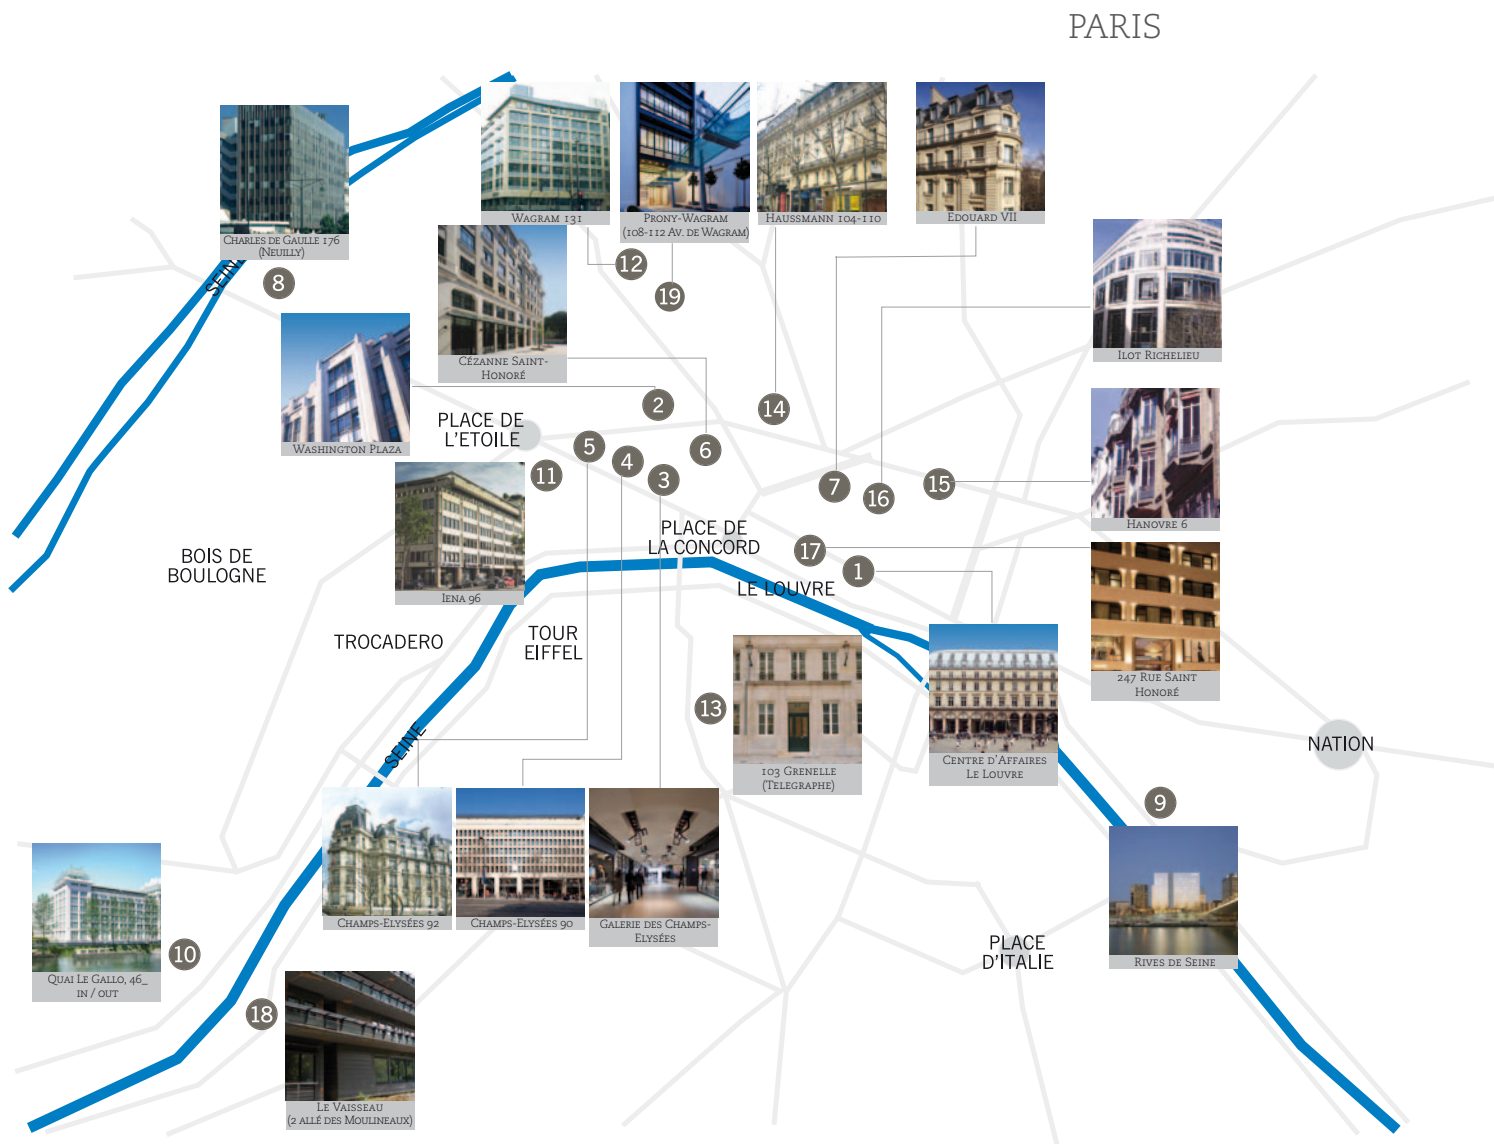 PARIS
WAGRAM 131
PRONY-WAGRAM
(108-112 AV. DE WAGRAM)
HAUSSMANN 104-110
EDOUARD VII
CHARLES DE GAULLE 176
(NEUILLY)
SEINE
8
12
19
ILOT RICHELIEU
CÉZANNE SAINT-
HONORÉ
WASHINGTON PLAZA
2
14
PLACE DE
L'ETOILE
5
4
6
11
3
7
16
15
HANOVRE 6
PLACE DE
LA CONCORD
17
1
BOIS DE
BOULOGNE
LE LOUVRE
IENA 96
TROCADERO
TOUR
EIFFEL
247 RUE SAINT
HONORÉ
13
SEINE
103 GRENELLE
(TELEGRAPHE)
CENTRE D'AFFAIRES
LE LOUVRE
NATION
9
CHAMPS-ELYSÉES 92
CHAMPS-ELYSÉES 90
GALERIE DES CHAMPS-
ELYSÉES
10
PLACE
D'ITALIE
RIVES DE SEINE
QUAI LE GALLO, 46_
IN / OUT
18
LE VAISSEAU
(2 ALLÉ DES MOULINEAUX)